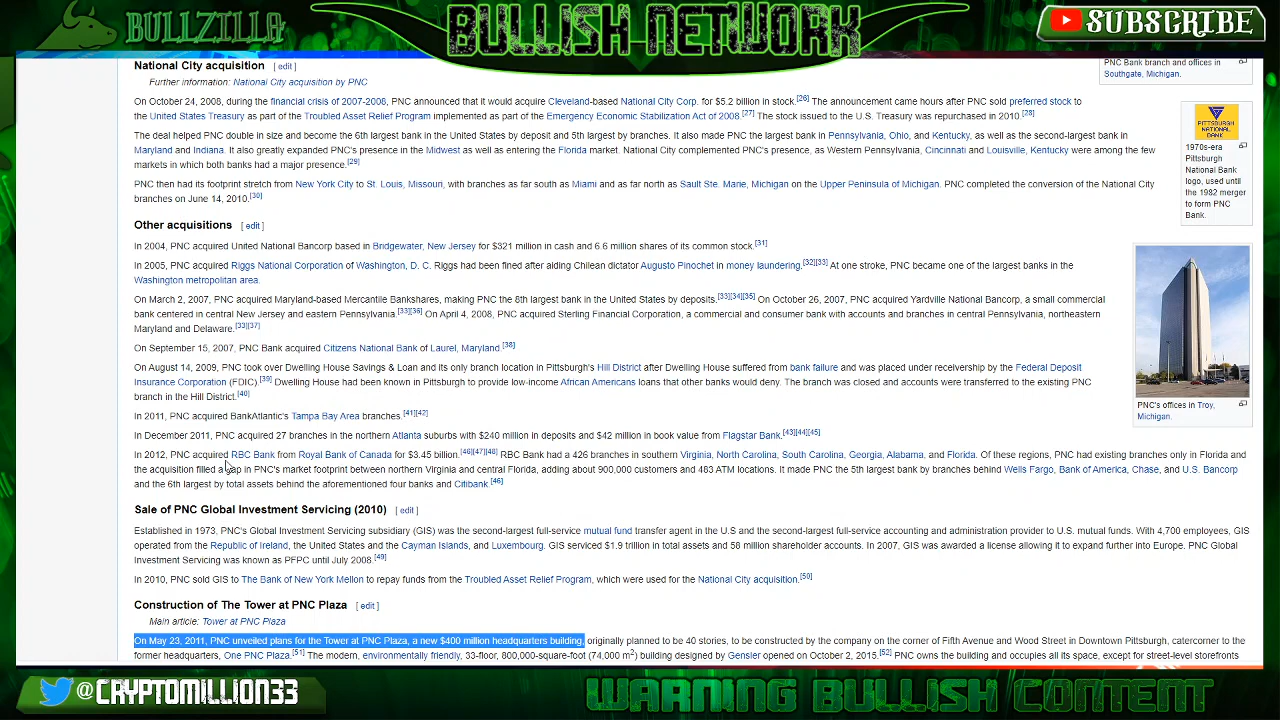 BULLZILLA
BULLISH NETWORK
SUBSCRIBE
National City acquisition [ edit ]
Further information: National City acquisition by PNC
On October 24, 2008, during the financial crisis of 2007-2008, PNC announced that it would acquire Cleveland-based National City Corp. for $5.2 billion in stock.[26] The announcement came hours after PNC sold preferred stock to
the United States Treasury as part of the Troubled Asset Relief Program implemented as part of the Emergency Economic Stabilization Act of 2008.[27] The stock issued to the U.S. Treasury was repurchased in 2010.[28]
The deal helped PNC double in size and become the 6th largest bank in the United States by deposit and 5th largest by branches. It also made PNC the largest bank in Pennsylvania, Ohio, and Kentucky, as well as the second-largest bank in
Maryland and Indiana. It also greatly expanded PNC's presence in the Midwest as well as entering the Florida market. National City complemented PNC's presence, as Western Pennsylvania, Cincinnati and Louisville, Kentucky were among the few
markets in which both banks had a major presence.[29]
PNC then had its footprint stretch from New York City to St. Louis, Missouri, with branches as far south as Miami and as far north as Sault Ste. Marie, Michigan on the Upper Peninsula of Michigan. PNC completed the conversion of the National City
branches on June 14, 2010.[30]
Other acquisitions [ edit ]
In 2004, PNC acquired United National Bancorp based in Bridgewater, New Jersey for $321 million in cash and 6.6 million shares of its common stock.[31]
In 2005, PNC acquired Riggs National Corporation of Washington, D. C. Riggs had been fined after aiding Chilean dictator Augusto Pinochet in money laundering.[32][33] At one stroke, PNC became one of the largest banks in the
Washington metropolitan area.
On March 2, 2007, PNC acquired Maryland-based Mercantile Bankshares, making PNC the 8th largest bank in the United States by deposits.[33][34][35] On October 26, 2007, PNC acquired Yardville National Bancorp, a small commercial
bank centered in central New Jersey and eastern Pennsylvania.[33][36] On April 4, 2008, PNC acquired Sterling Financial Corporation, a commercial and consumer bank with accounts and branches in central Pennsylvania, northeastern
Maryland and Delaware.[33][37]
On September 15, 2007, PNC Bank acquired Citizens National Bank of Laurel, Maryland.[38]
On August 14, 2009, PNC took over Dwelling House Savings & Loan and its only branch location in Pittsburgh's Hill District after Dwelling House suffered from bank failure and was placed under receivership by the Federal Deposit
Insurance Corporation (FDIC).[39] Dwelling House had been known in Pittsburgh to provide low-income African Americans loans that other banks would deny. The branch was closed and accounts were transferred to the existing PNC
branch in the Hill District.[40]
In 2011, PNC acquired BankAtlantic's Tampa Bay Area branches.[41][42]
In December 2011, PNC acquired 27 branches in the northern Atlanta suburbs with $240 million in deposits and $42 million in book value from Flagstar Bank.[43][44][45]
In 2012, PNC acquired RBC Bank from Royal Bank of Canada for $3.45 billion.[46][47][48] RBC Bank had a 426 branches in southern Virginia, North Carolina, South Carolina, Georgia, Alabama, and Florida. Of these regions, PNC had existing branches only in Florida and
the acquisition filled a gap in PNC's market footprint between northern Virginia and central Florida, adding about 900,000 customers and 483 ATM locations. It made PNC the 5th largest bank by branches behind Wells Fargo, Bank of America, Chase, and U.S. Bancorp
and the 6th largest by total assets behind the aforementioned four banks and Citibank.[46]
Sale of PNC Global Investment Servicing (2010) [ edit ]
Established in 1973, PNC's Global Investment Servicing subsidiary (GIS) was the second-largest full-service mutual fund transfer agent in the U.S and the second-largest full-service accounting and administration provider to U.S. mutual funds. With 4,700 employees, GIS
operated from the Republic of Ireland, the United States and the Cayman Islands, and Luxembourg. GIS serviced $1.9 trillion in total assets and 58 million shareholder accounts. In 2007, GIS was awarded a license allowing it to expand further into Europe. PNC Global
Investment Servicing was known as PFPC until July 2008.[49]
In 2010, PNC sold GIS to The Bank of New York Mellon to repay funds from the Troubled Asset Relief Program, which were used for the National City acquisition.[50]
Construction of The Tower at PNC Plaza [ edit ]
Main article: Tower at PNC Plaza
On May 23, 2011, PNC unveiled plans for the Tower at PNC Plaza, a new $400 million headquarters building, originally planned to be 40 stories, to be constructed by the company on the corner of Fifth Avenue and Wood Street in Downtown Pittsburgh, catercorner to the
former headquarters, One PNC Plaza.[51] The modern, environmentally friendly, 33-floor, 800,000-square-foot (74,000 m2) building designed by Gensler opened on October 2, 2015.[52] PNC owns the building and occupies all its space, except for street-level storefronts
PNC Bank branch and offices in
Southgate, Michigan.
PITTSBURGH
NATIONAL
BANK
1970s-era
Pittsburgh
National Bank
logo, used until
the 1982 merger
to form PNC
Bank.
PNC's offices in Troy,
Michigan.
@CRYPTOMILLION33
WARNING BULLISH CONTENT